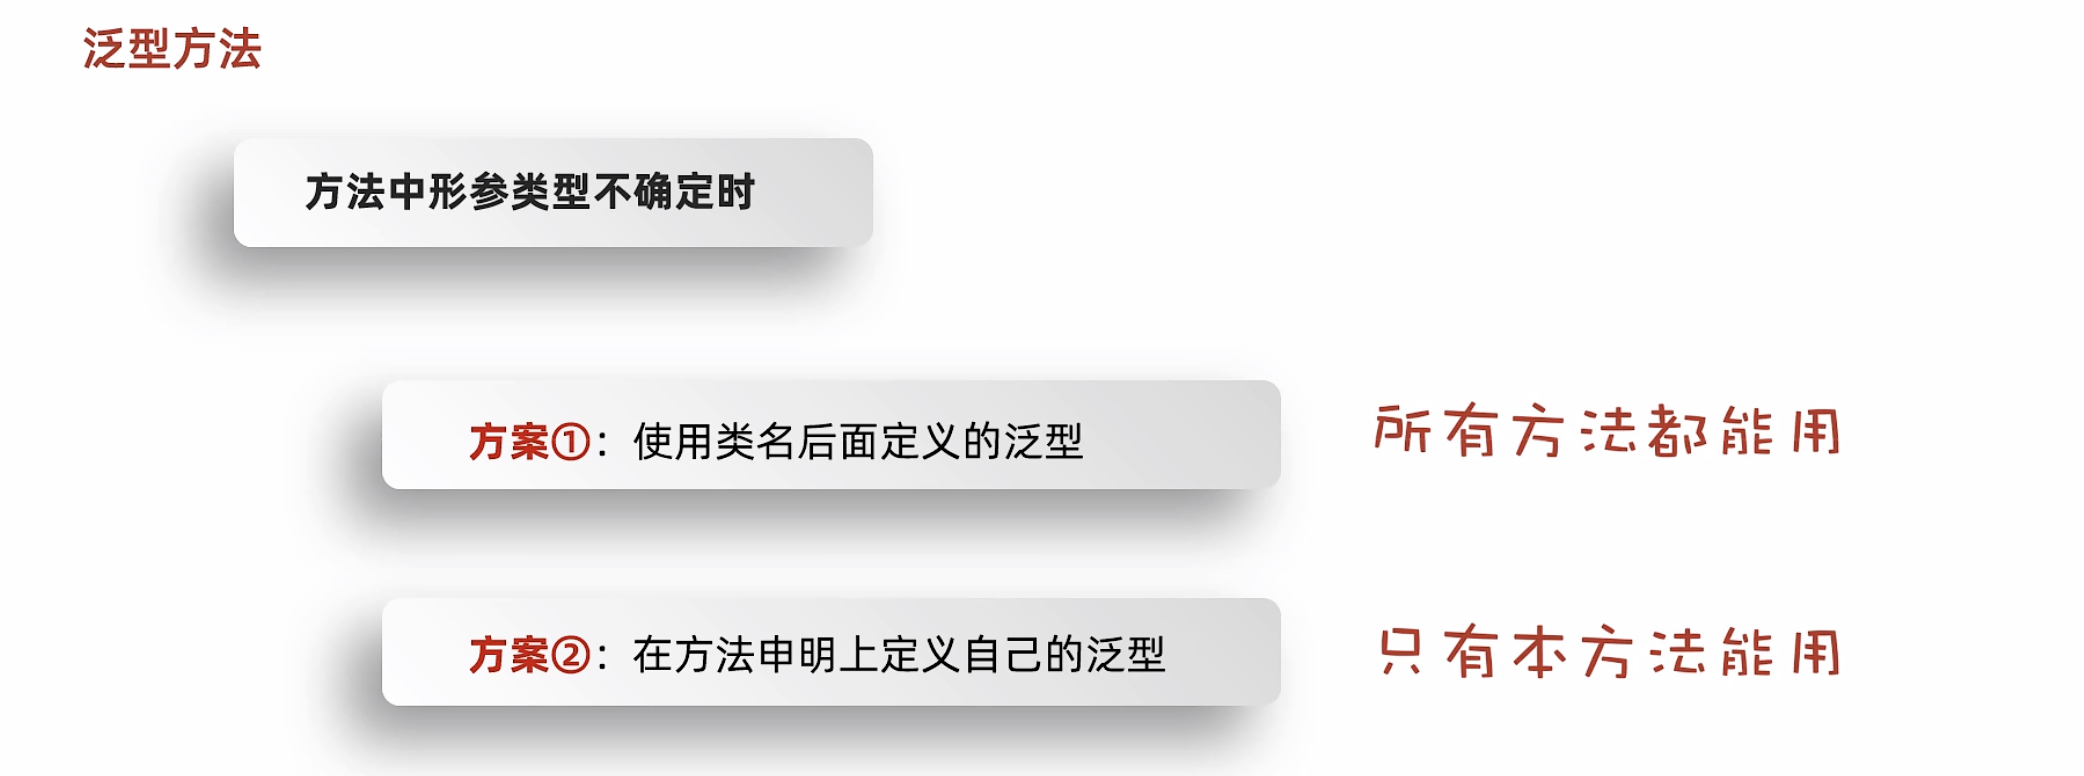 泛型方法
方法中形参类型不确定时
方案①：使用类名后面定义的泛型
所有方法都能用
方案②：在方法申明上定义自己的泛型
只有本方法能用